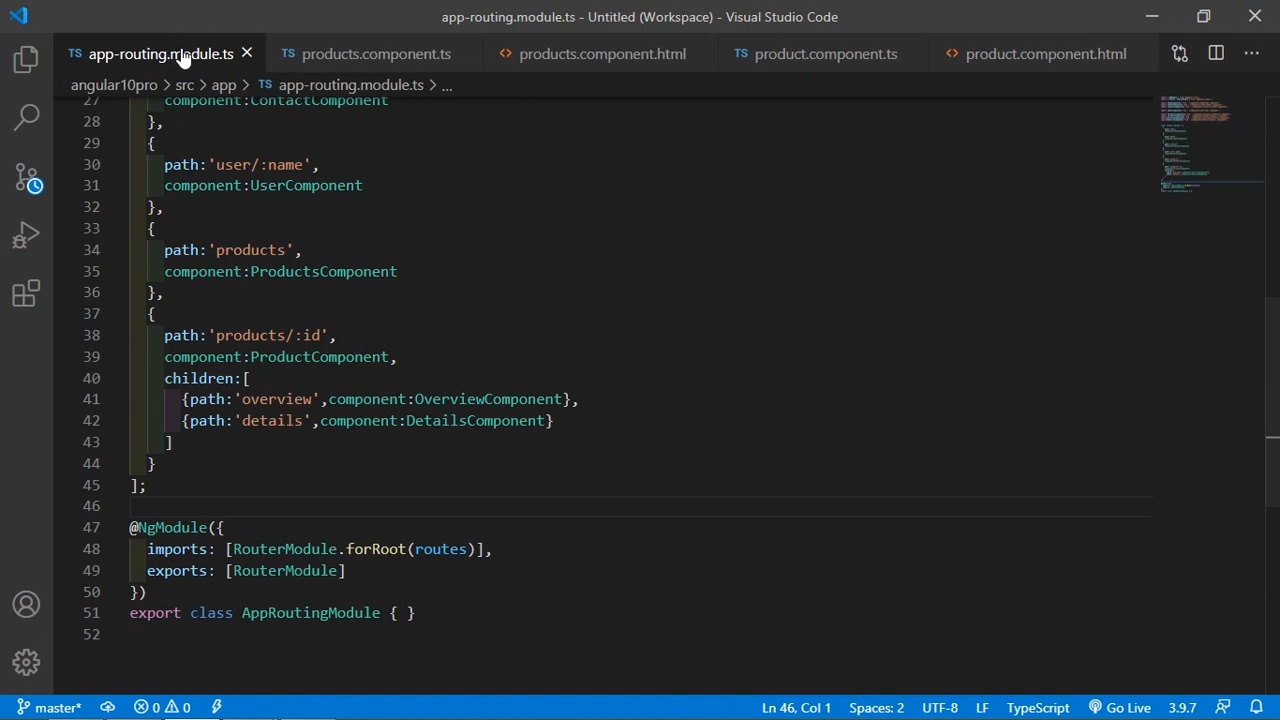 app-routing.module.ts - Untitled (Workspace) - Visual Studio Code
TS app-routing.module.ts
TS products.component.ts
<> products.component.html
TS product.component.ts
<> product.component.html
angular10pro > src > app > TS app-routing.module.ts > ...
27 component:ContactComponent
28 },
29 {
30 path:'user/:name',
31 component:UserComponent
32 },
33 {
34 path:'products',
35 component:ProductsComponent
36 },
37 {
38 path:'products/:id',
39 component:ProductComponent,
40 children:[
41 {path:'overview',component:OverviewComponent},
42 {path:'details',component:DetailsComponent}
43 ]
44 }
45 ];
46
47 @NgModule({
48 imports: [RouterModule.forRoot(routes)],
49 exports: [RouterModule]
50 })
51 export class AppRoutingModule { }
52
master* 0 0 Ln 46, Col 1 Spaces: 2 UTF-8 LF TypeScript Go Live 3.9.7